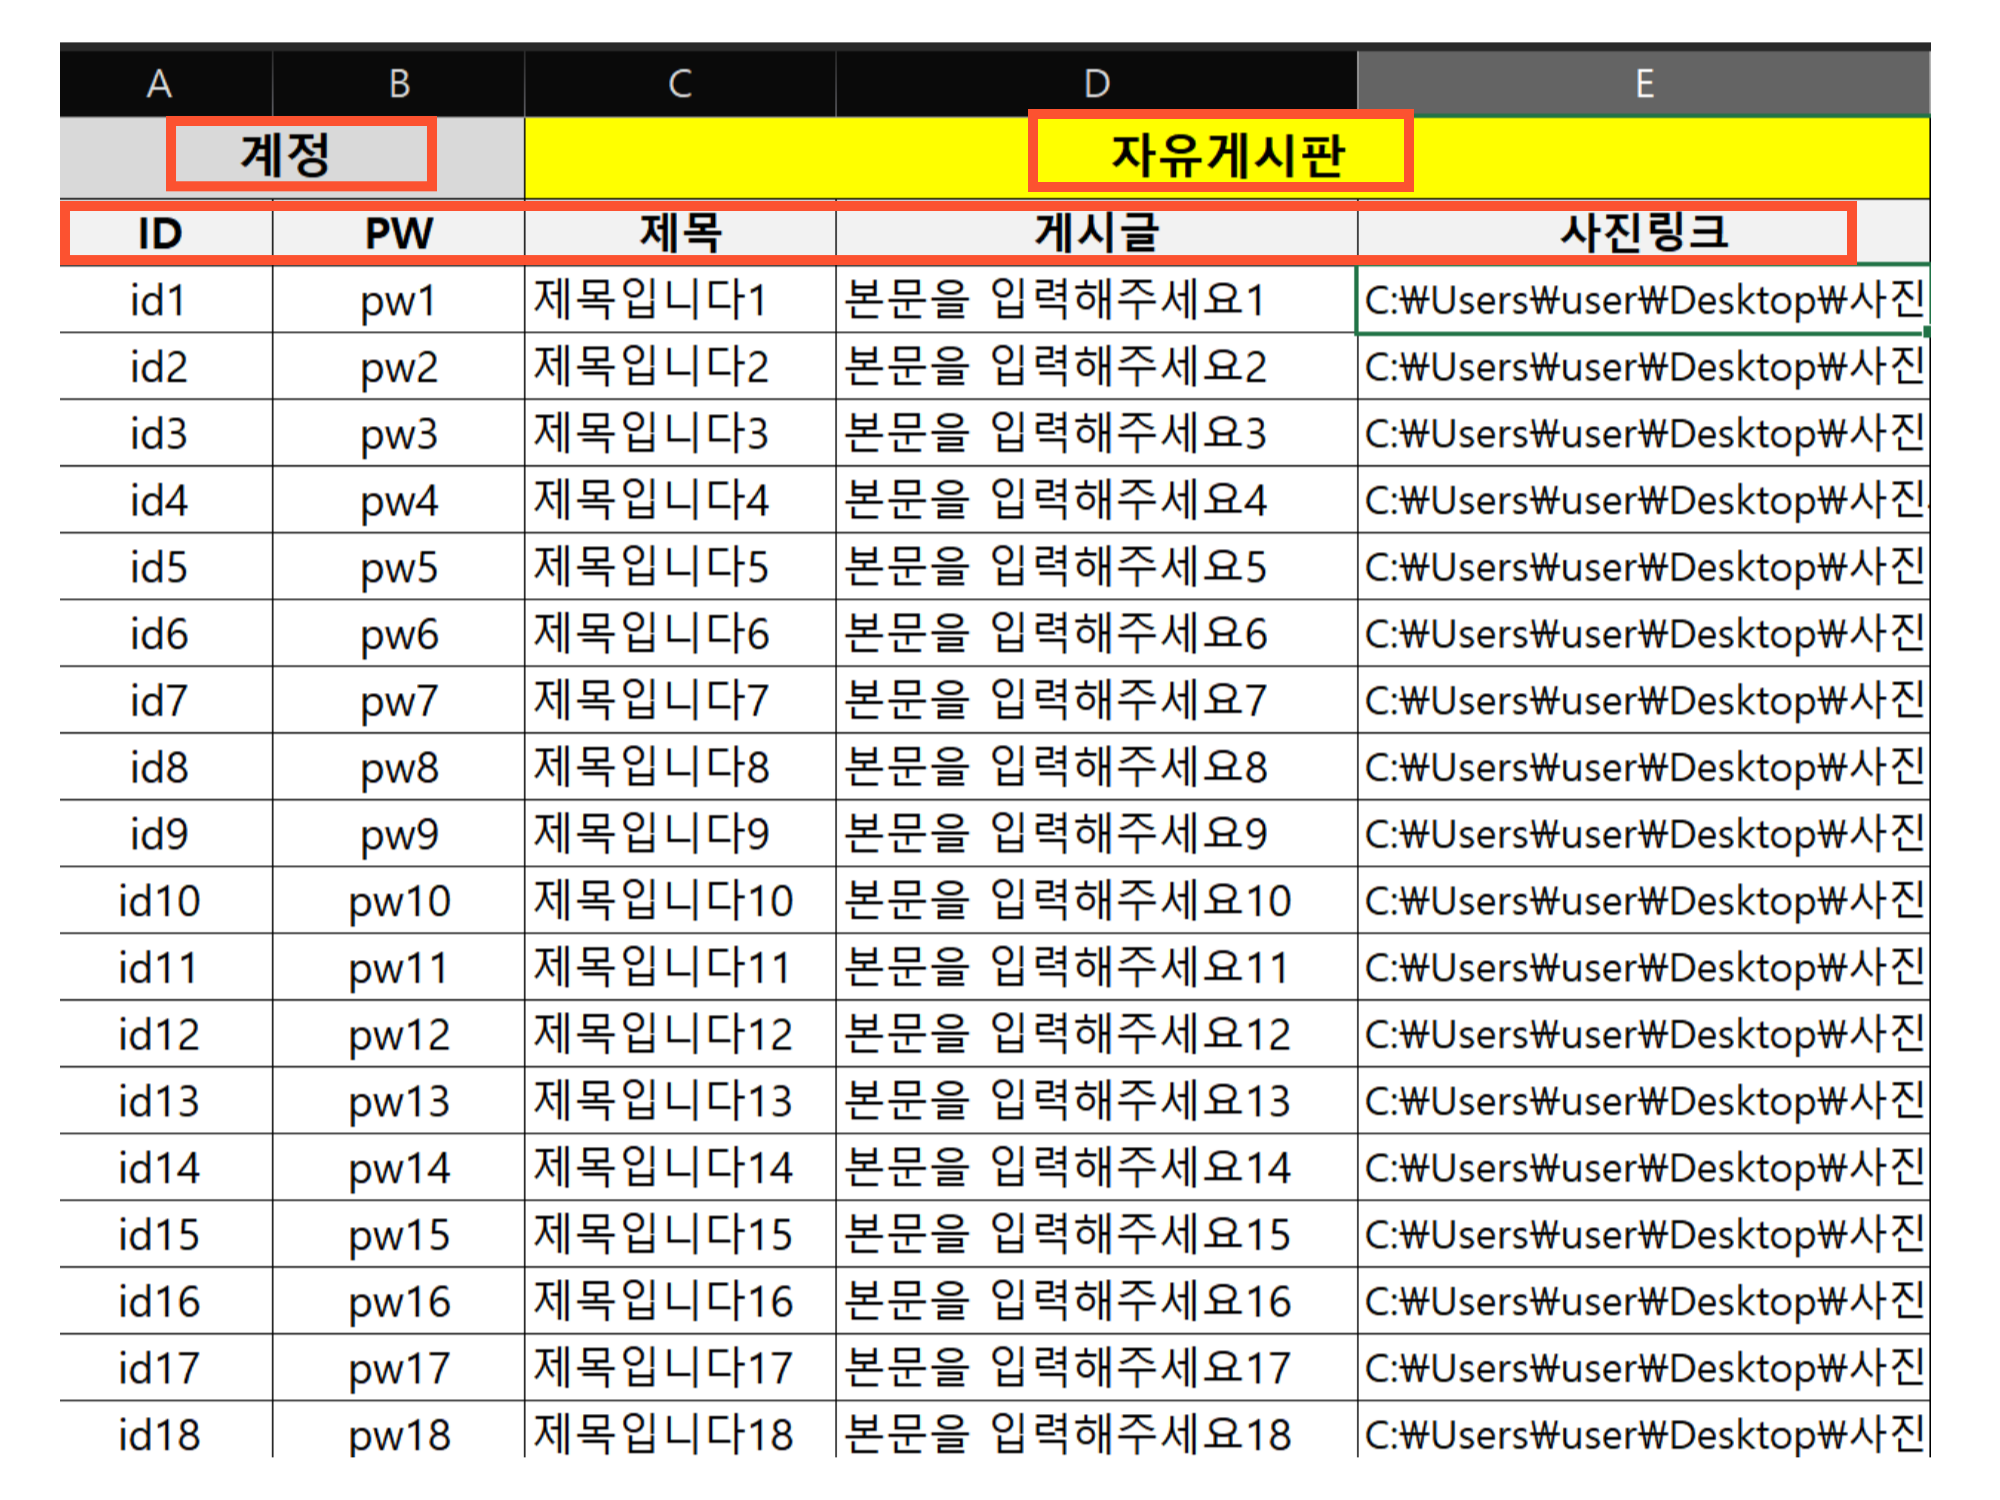 A B C D E
계정 자유게시판
ID PW 제목 게시글 사진링크
id1 pw1 제목입니다1 본문을 입력해주세요1 C:₩Users₩user₩Desktop₩사진
id2 pw2 제목입니다2 본문을 입력해주세요2 C:₩Users₩user₩Desktop₩사진
id3 pw3 제목입니다3 본문을 입력해주세요3 C:₩Users₩user₩Desktop₩사진
id4 pw4 제목입니다4 본문을 입력해주세요4 C:₩Users₩user₩Desktop₩사진
id5 pw5 제목입니다5 본문을 입력해주세요5 C:₩Users₩user₩Desktop₩사진
id6 pw6 제목입니다6 본문을 입력해주세요6 C:₩Users₩user₩Desktop₩사진
id7 pw7 제목입니다7 본문을 입력해주세요7 C:₩Users₩user₩Desktop₩사진
id8 pw8 제목입니다8 본문을 입력해주세요8 C:₩Users₩user₩Desktop₩사진
id9 pw9 제목입니다9 본문을 입력해주세요9 C:₩Users₩user₩Desktop₩사진
id10 pw10 제목입니다10 본문을 입력해주세요10 C:₩Users₩user₩Desktop₩사진
id11 pw11 제목입니다11 본문을 입력해주세요11 C:₩Users₩user₩Desktop₩사진
id12 pw12 제목입니다12 본문을 입력해주세요12 C:₩Users₩user₩Desktop₩사진
id13 pw13 제목입니다13 본문을 입력해주세요13 C:₩Users₩user₩Desktop₩사진
id14 pw14 제목입니다14 본문을 입력해주세요14 C:₩Users₩user₩Desktop₩사진
id15 pw15 제목입니다15 본문을 입력해주세요15 C:₩Users₩user₩Desktop₩사진
id16 pw16 제목입니다16 본문을 입력해주세요16 C:₩Users₩user₩Desktop₩사진
id17 pw17 제목입니다17 본문을 입력해주세요17 C:₩Users₩user₩Desktop₩사진
id18 pw18 제목입니다18 본문을 입력해주세요18 C:₩Users₩user₩Desktop₩사진